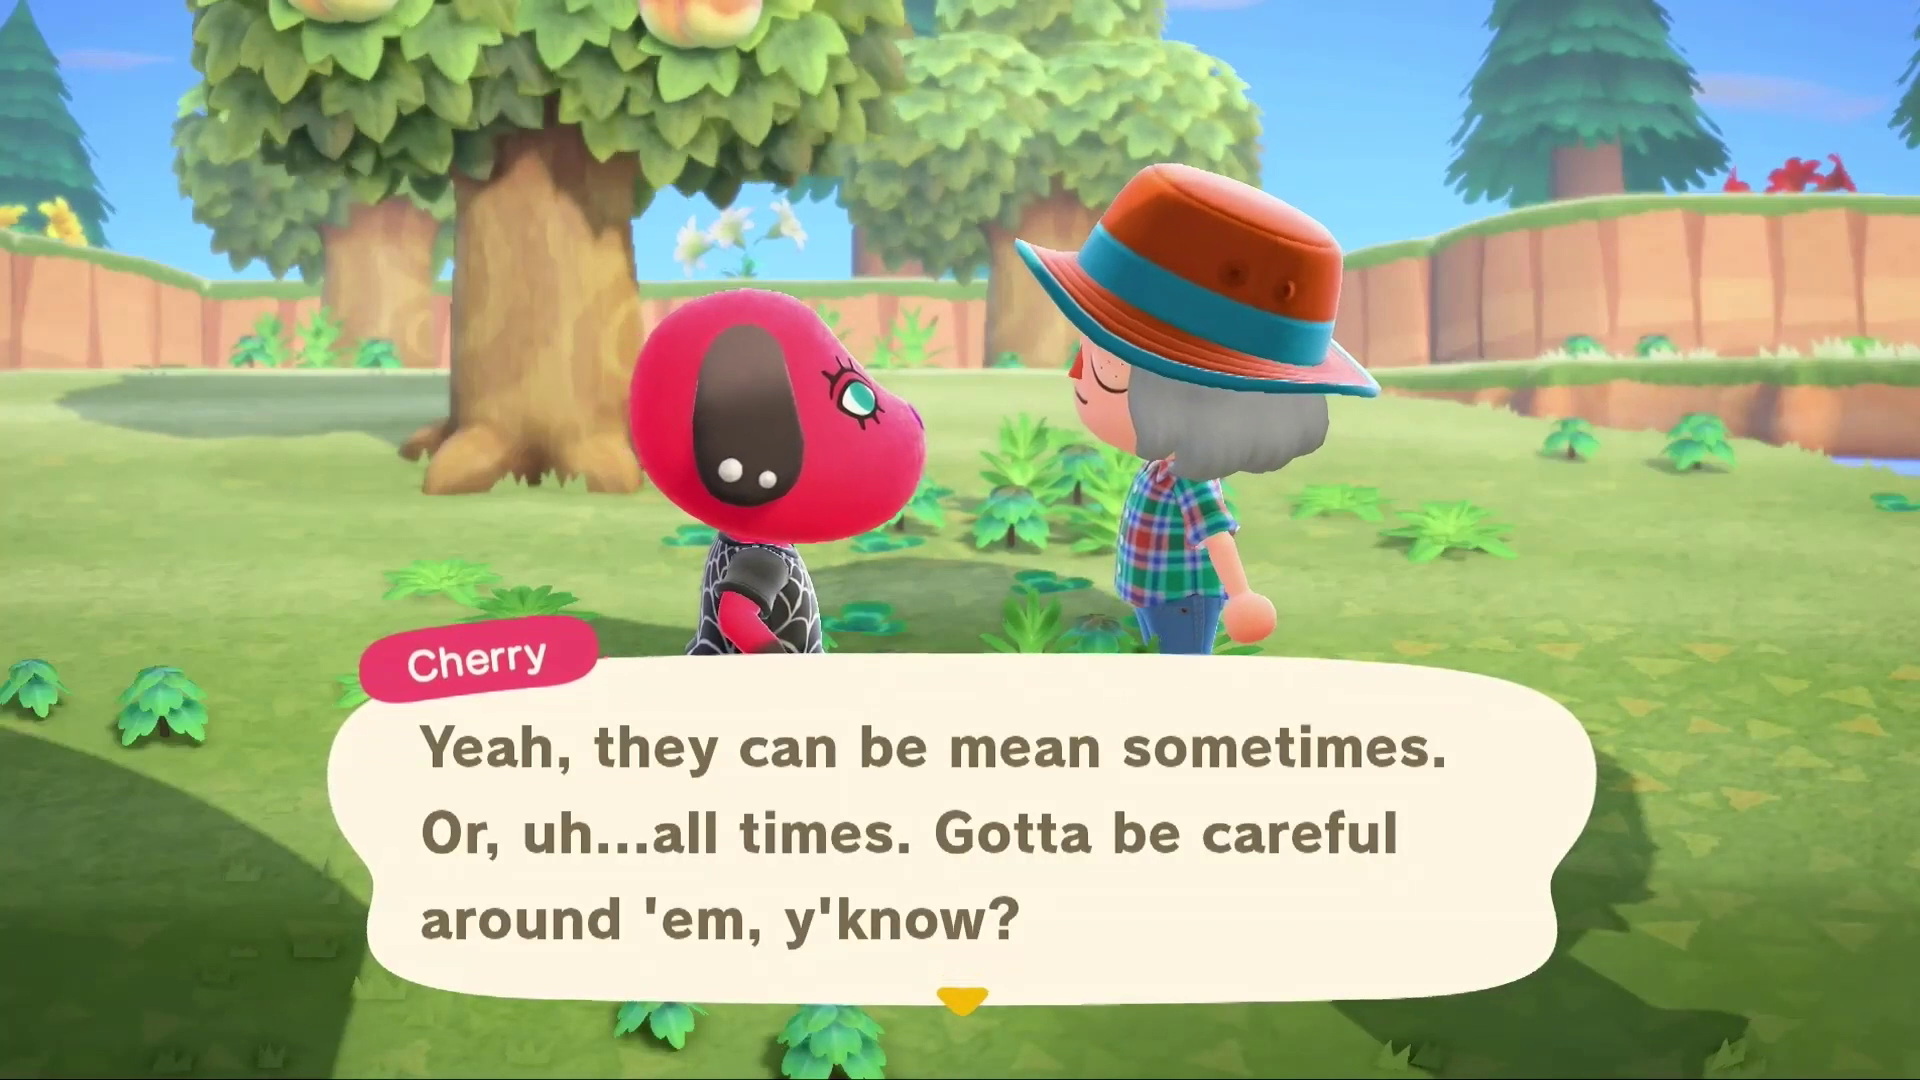 Cherry
Yeah, they can be mean sometimes.
Or, uh...all times. Gotta be careful
around 'em, y'know?